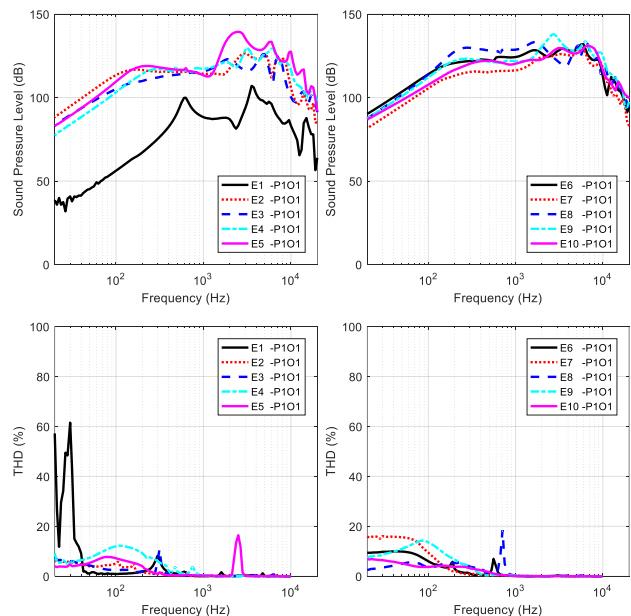 150
100
50
0
Sound Pressure Level (dB)
10²
10³
10⁴
Frequency (Hz)
E1 -P1O1
E2 -P1O1
E3 -P1O1
E4 -P1O1
E5 -P1O1
150
100
50
0
Sound Pressure Level (dB)
10²
10³
10⁴
Frequency (Hz)
E6 -P1O1
E7 -P1O1
E8 -P1O1
E9 -P1O1
E10 -P1O1
100
80
60
40
20
0
THD (%)
10²
10³
10⁴
Frequency (Hz)
E1 -P1O1
E2 -P1O1
E3 -P1O1
E4 -P1O1
E5 -P1O1
100
80
60
40
20
0
THD (%)
10²
10³
10⁴
Frequency (Hz)
E6 -P1O1
E7 -P1O1
E8 -P1O1
E9 -P1O1
E10 -P1O1